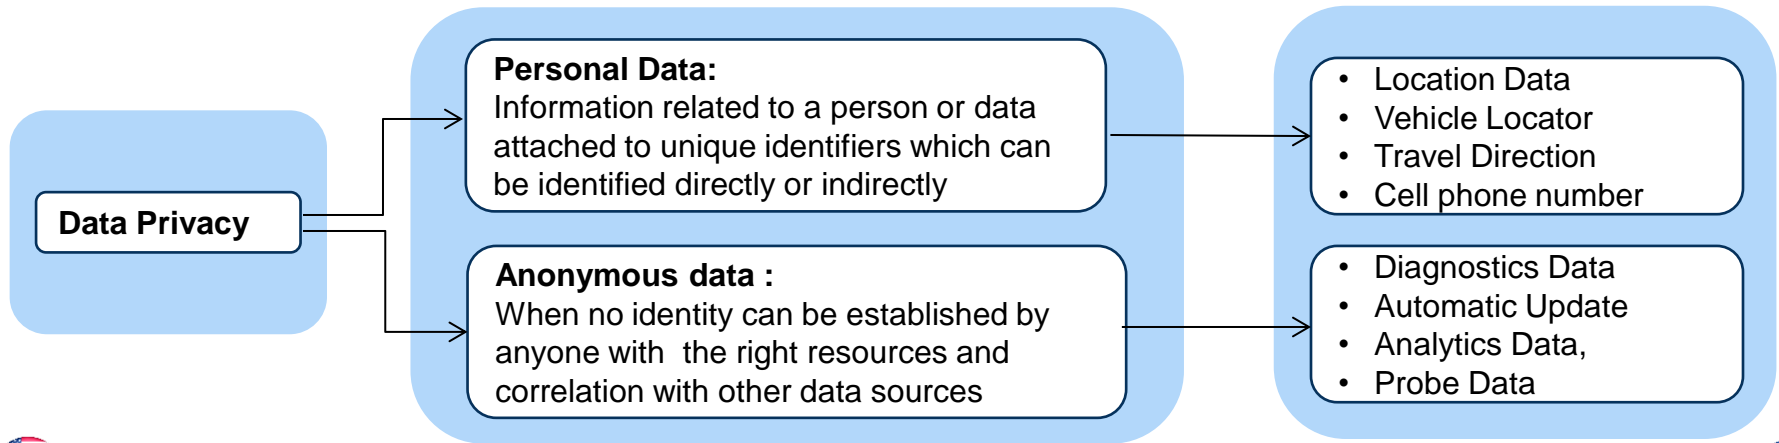 Data Privacy
Personal Data:
Information related to a person or data
attached to unique identifiers which can
be identified directly or indirectly
Anonymous data :
When no identity can be established by
anyone with  the right resources and
correlation with other data sources
• Location Data
• Vehicle Locator
• Travel Direction
• Cell phone number
• Diagnostics Data
• Automatic Update
• Analytics Data,
• Probe Data